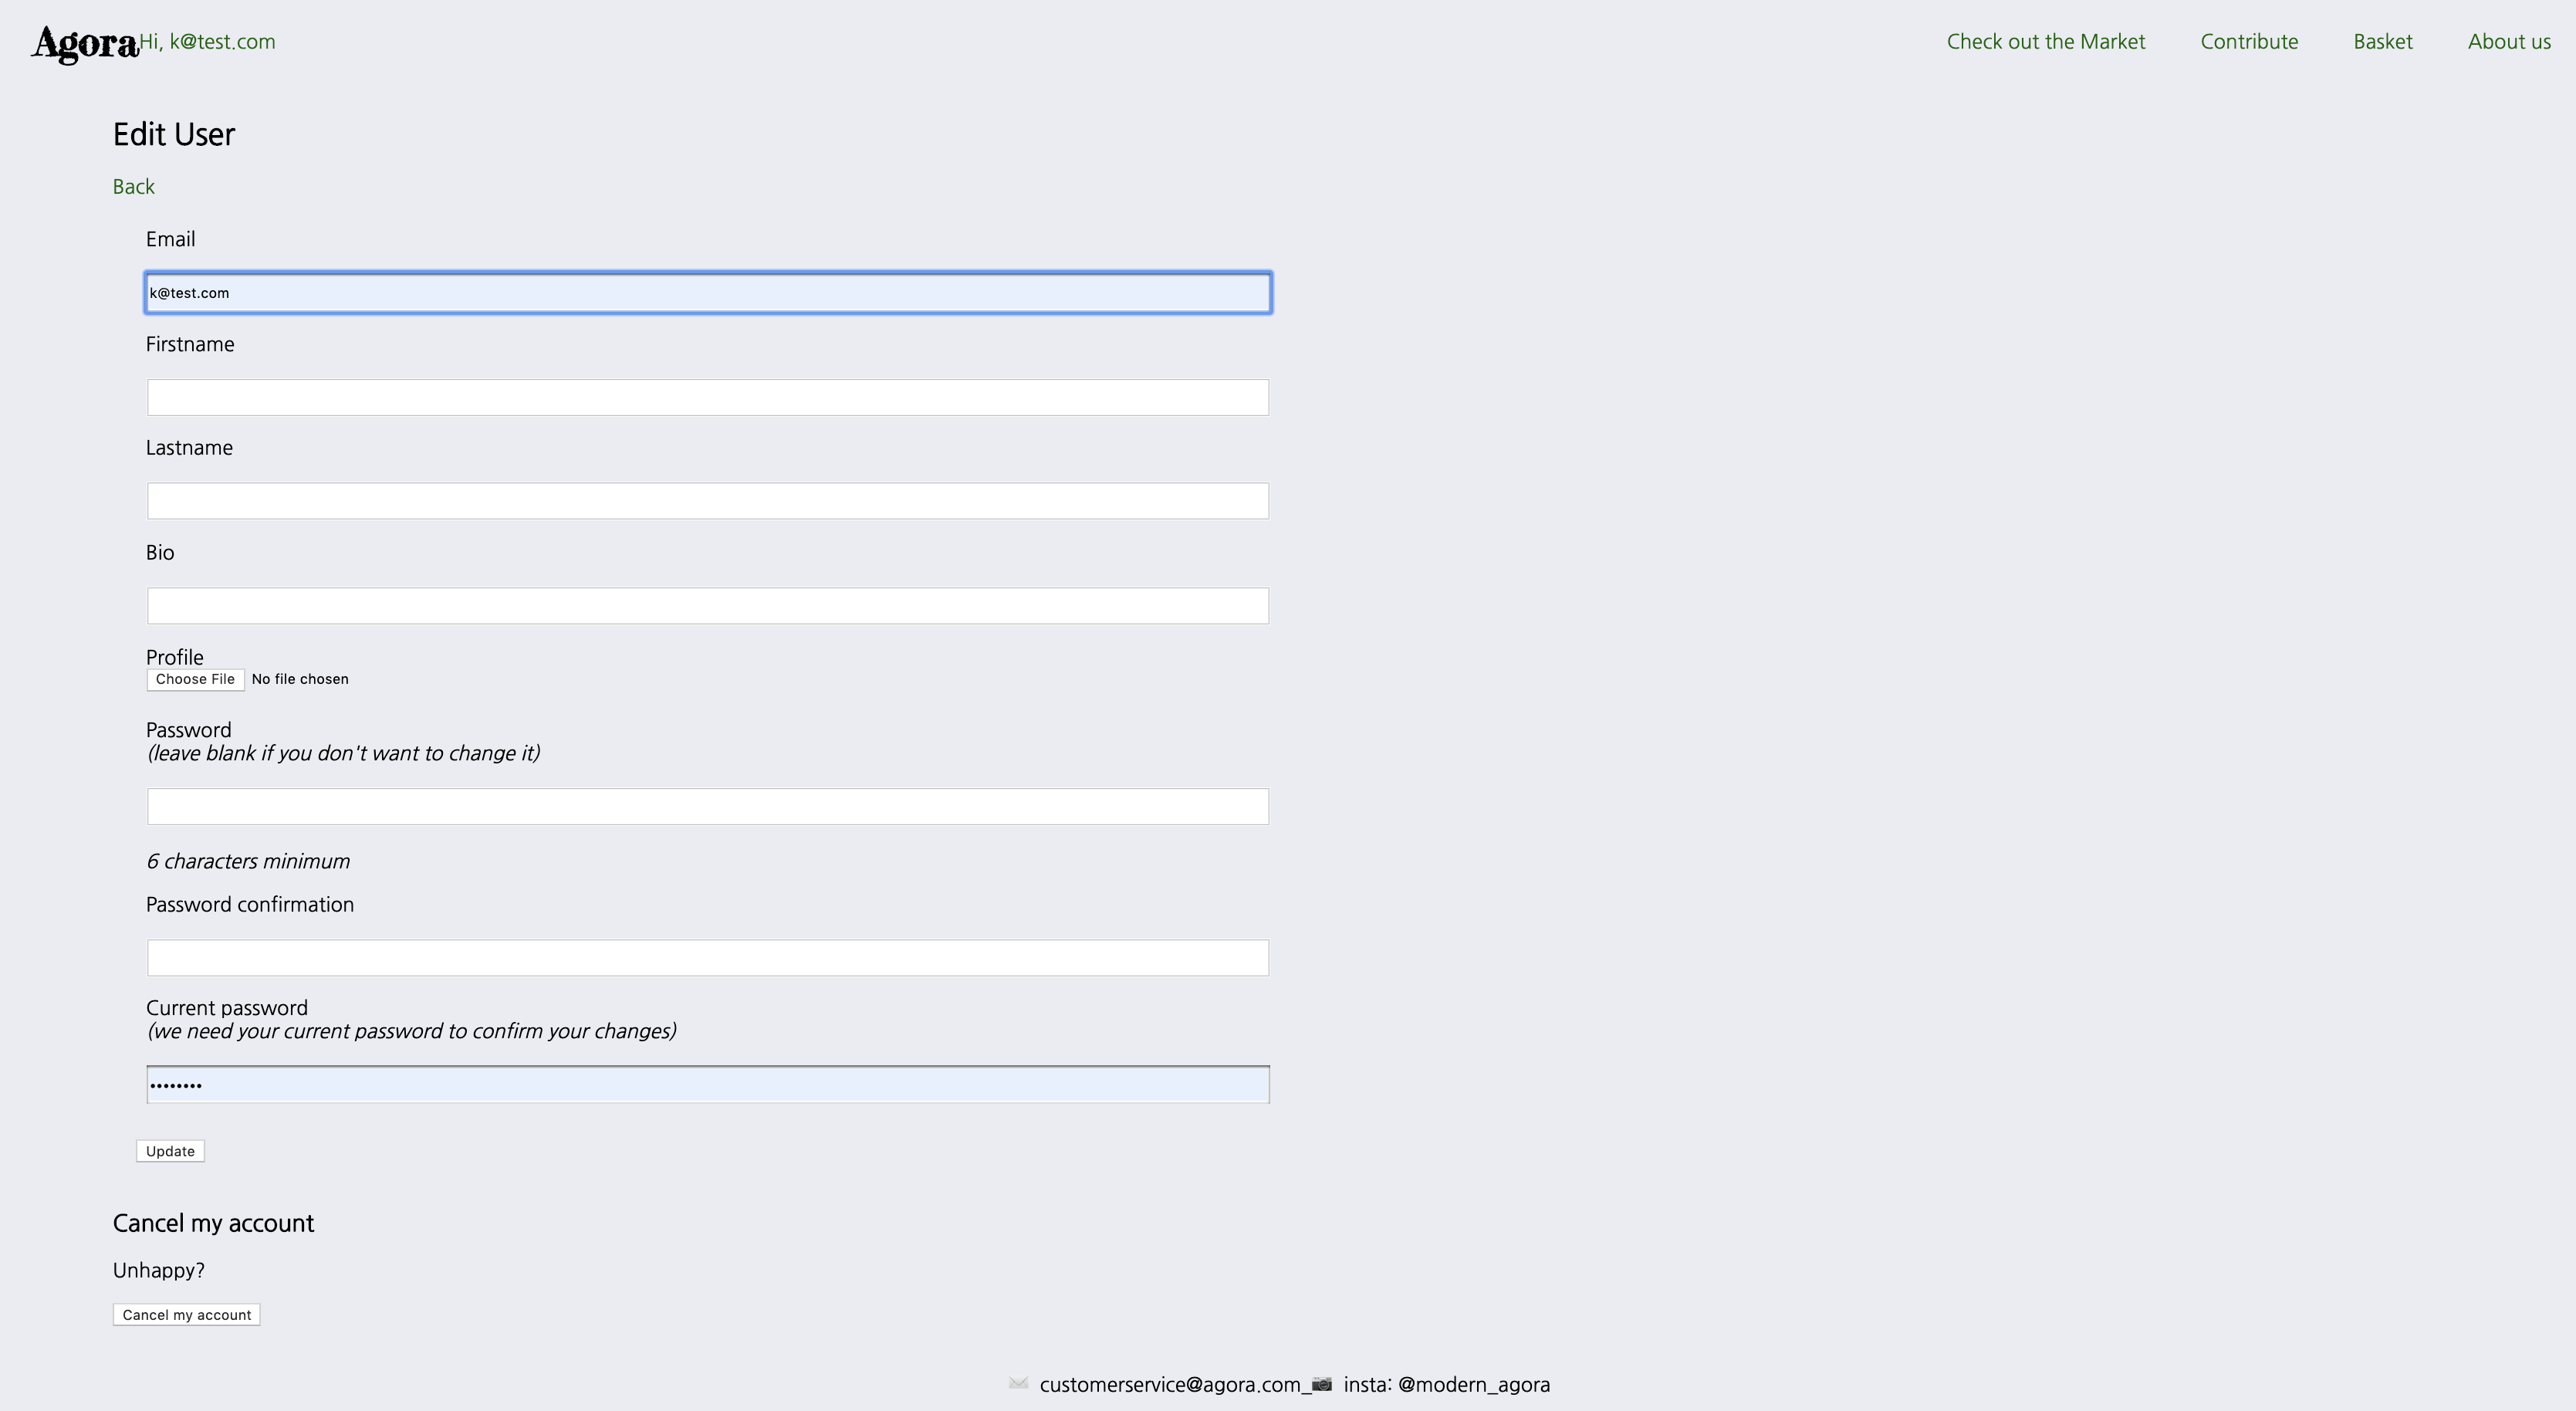 Agora Hi, k@test.com Check out the Market Contribute Basket About us
Edit User
Back
Email
k@test.com
Firstname
Lastname
Bio
Profile
Choose File No file chosen
Password
(leave blank if you don't want to change it)
6 characters minimum
Password confirmation
Current password
(we need your current password to confirm your changes)
••••••••
Update
Cancel my account
Unhappy?
Cancel my account
customerservice@agora.com_ insta: @modern_agora